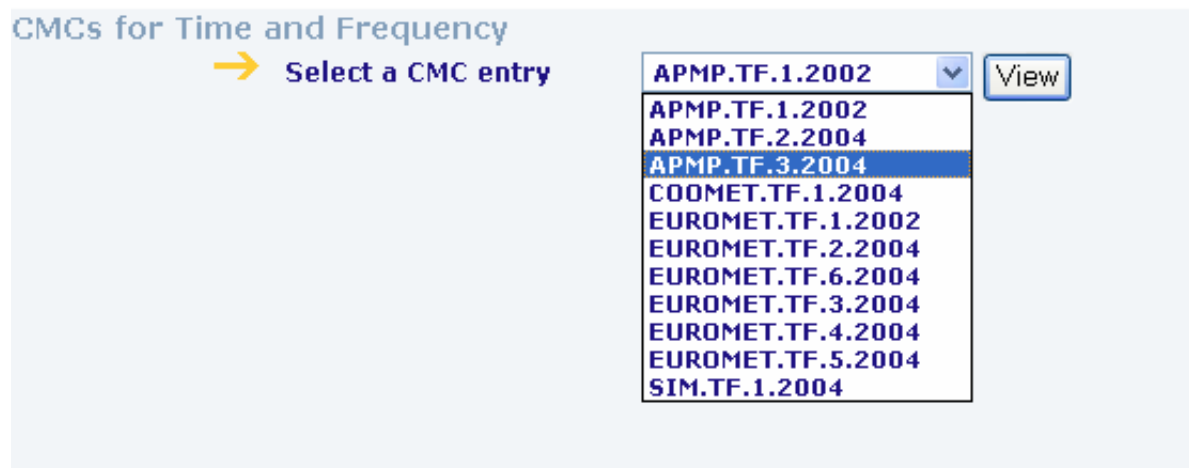 CMCs for Time and Frequency
Select a CMC entry APMP.TF.1.2002 View
APMP.TF.1.2002
APMP.TF.2.2004
APMP.TF.3.2004
COOMET.TF.1.2004
EUROMET.TF.1.2002
EUROMET.TF.2.2004
EUROMET.TF.6.2004
EUROMET.TF.3.2004
EUROMET.TF.4.2004
EUROMET.TF.5.2004
SIM.TF.1.2004